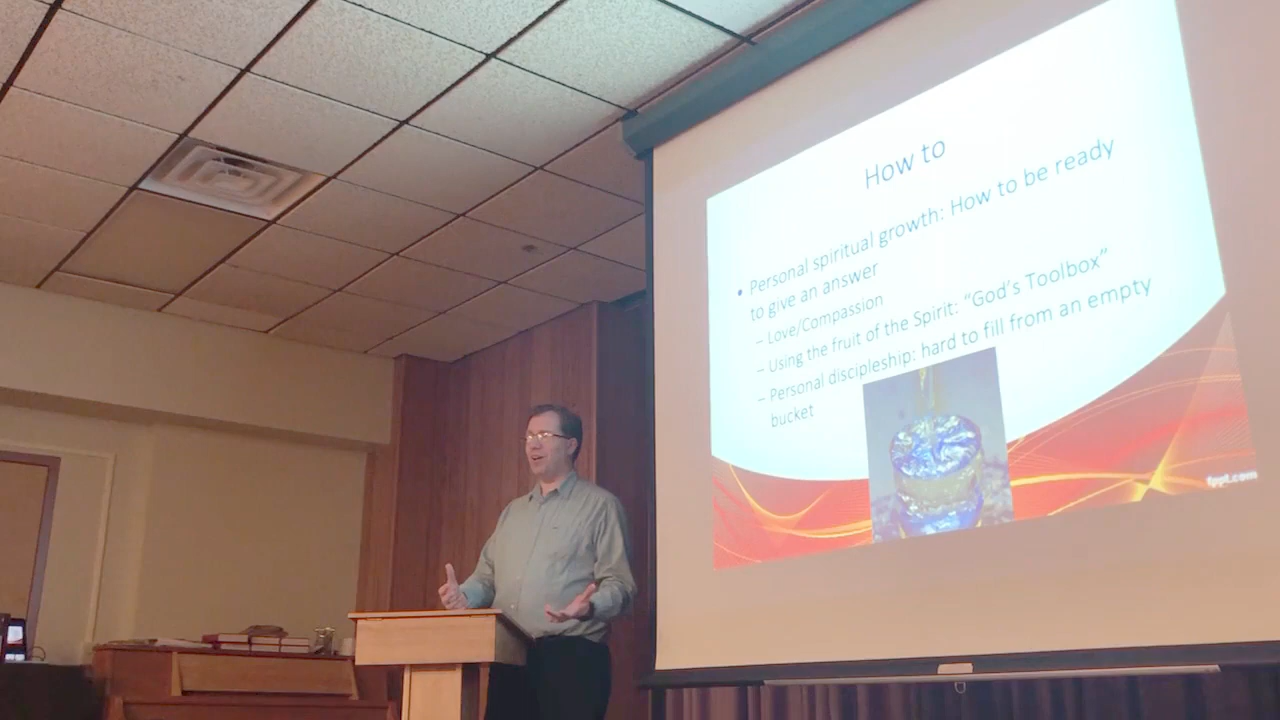 How to
• Personal spiritual growth: How to be ready
to give an answer
– Love/Compassion
– Using the fruit of the Spirit: “God’s Toolbox”
– Personal discipleship: hard to fill from an empty
bucket
fppt.com